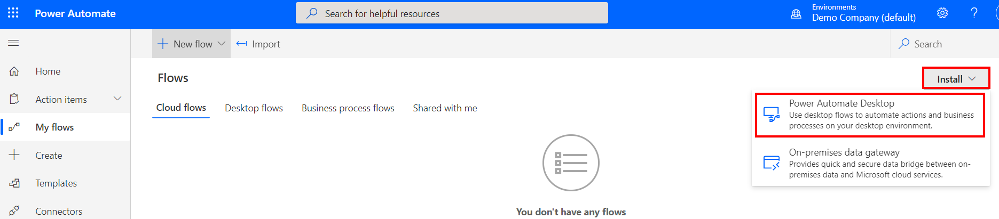 Power Automate
Search for helpful resources
Environments
Demo Company (default)
?
New flow
Import
Search
Home
Action items
My flows
Create
Templates
Connectors
Flows
Install
Cloud flows
Desktop flows
Business process flows
Shared with me
Power Automate Desktop
Use desktop flows to automate actions and business
processes on your desktop environment.
On-premises data gateway
Provides quick and secure data bridge between on-
premises data and Microsoft cloud services.
You don't have any flows